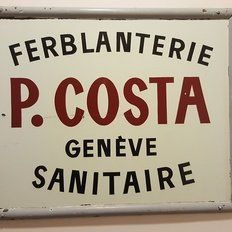 FERBLANTERIE
P. COSTA
GENÈVE
SANITAIRE